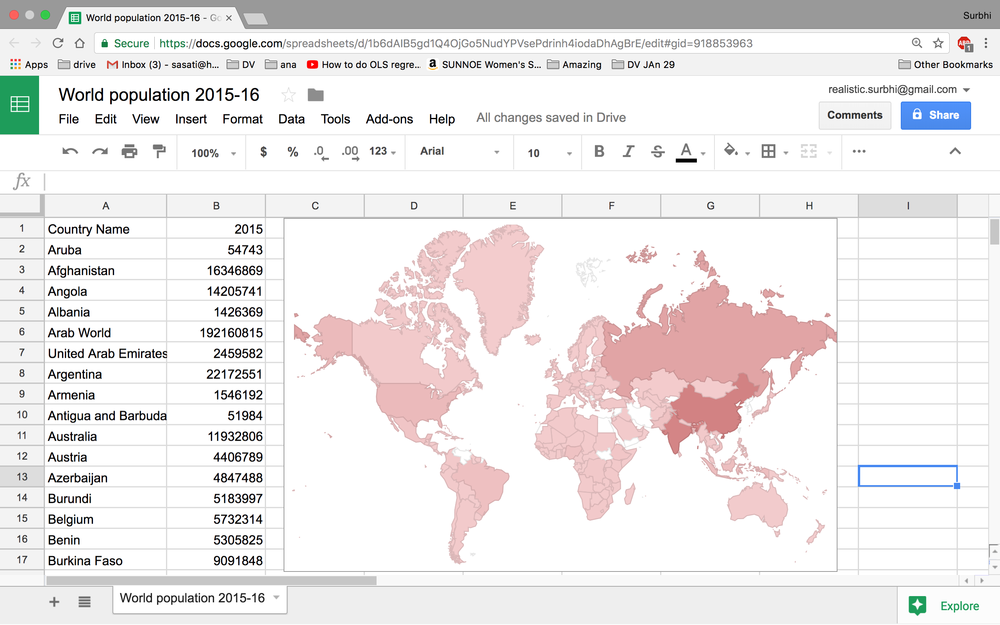 World population 2015-16 - Go
Surbhi
Secure https://docs.google.com/spreadsheets/d/1b6dAIB5gd1Q4OjGo5NudYPVsePdrinh4iodaDhAgBrE/edit#gid=918853963
ABP
1
Apps drive Inbox (3) - sasati@h... DV ana How to do OLS regre... SUNNOE Women's S... Amazing DV JAn 29 Other Bookmarks
World population 2015-16
realistic.surbhi@gmail.com
File Edit View Insert Format Data Tools Add-ons Help All changes saved in Drive
Comments Share
100% $ % .0 .00 123 Arial 10 B I S A
fx
A B C D E F G H I
1 Country Name 2015
2 Aruba 54743
3 Afghanistan 16346869
4 Angola 14205741
5 Albania 1426369
6 Arab World 192160815
7 United Arab Emirates 2459582
8 Argentina 22172551
9 Armenia 1546192
10 Antigua and Barbuda 51984
11 Australia 11932806
12 Austria 4406789
13 Azerbaijan 4847488
14 Burundi 5183997
15 Belgium 5732314
16 Benin 5305825
17 Burkina Faso 9091848
World population 2015-16
Explore